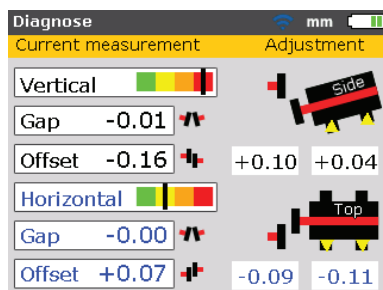 Diagnose mm
Current measurement Adjustment
Vertical Side
Gap -0.01
Offset -0.16 +0.10 +0.04
Horizontal Top
Gap -0.00
Offset +0.07 -0.09 -0.11